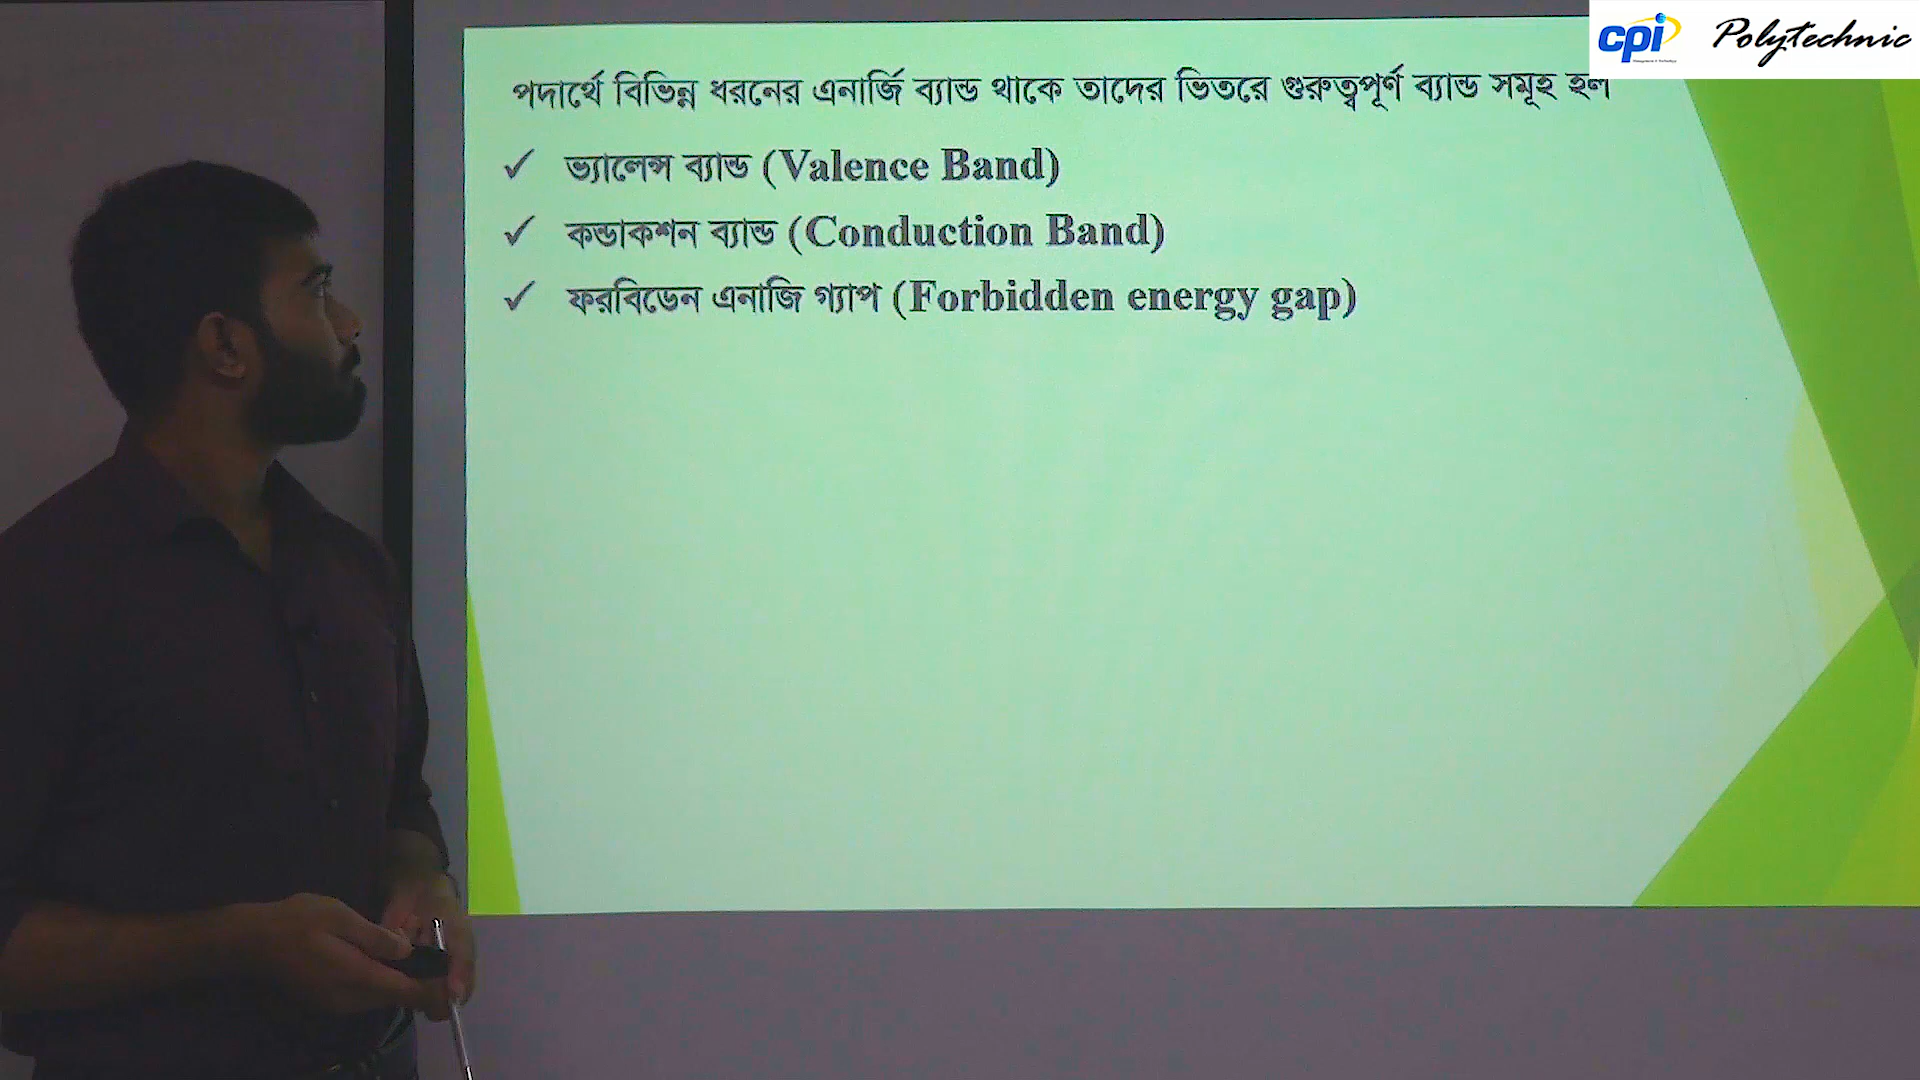 cpi Polytechnic
পদার্থে বিভিন্ন ধরনের এনার্জি ব্যান্ড থাকে তাদের ভিতরে গুরুত্বপূর্ণ ব্যান্ড সমূহ হল
✓ ভ্যালেন্স ব্যান্ড (Valence Band)
✓ কন্ডাকশন ব্যান্ড (Conduction Band)
✓ ফরবিডেন এনাজি গ্যাপ (Forbidden energy gap)